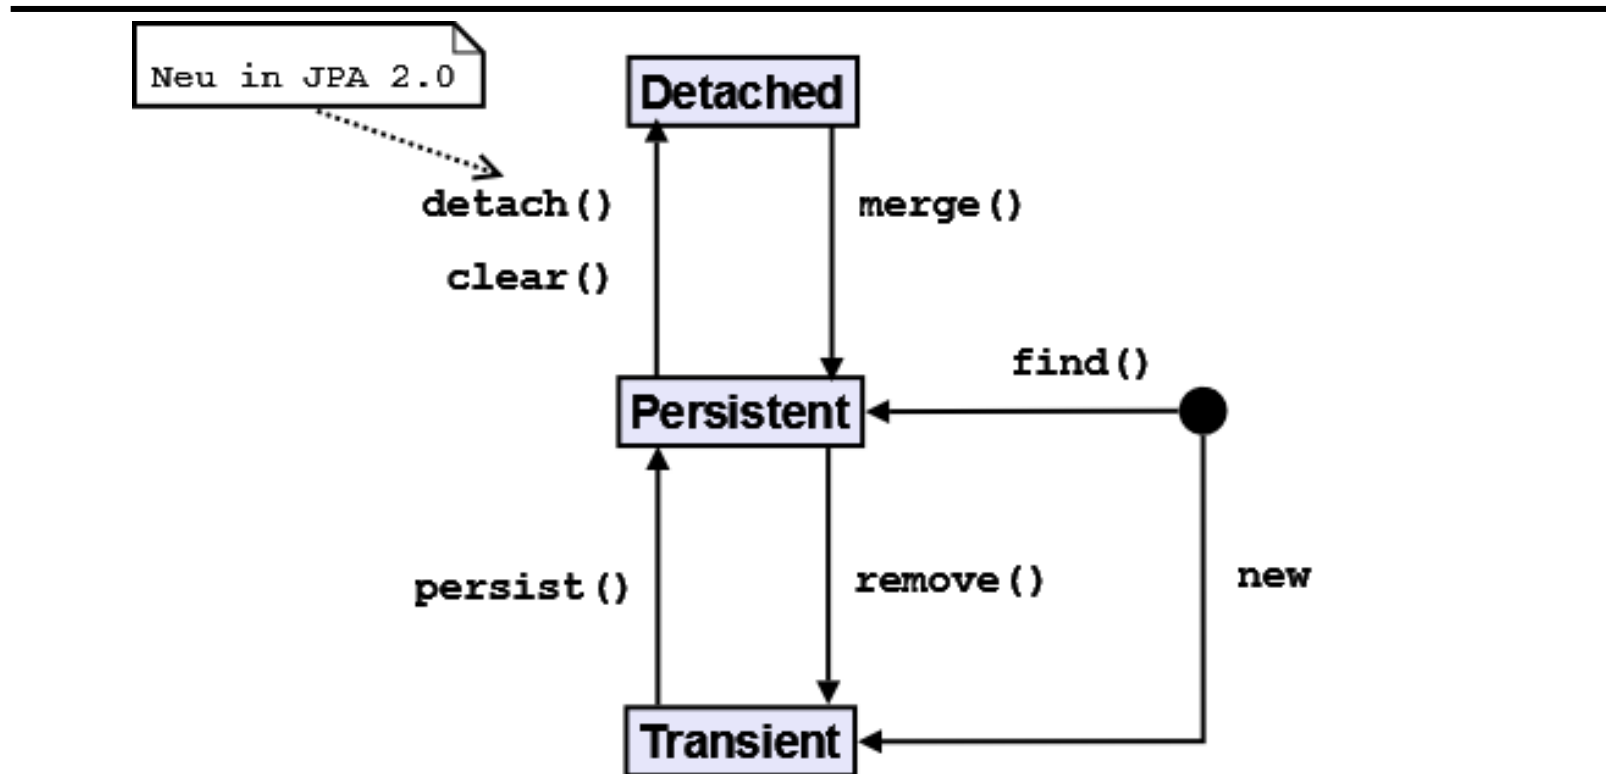 Neu in JPA 2.0
Detached
detach()
merge()
clear()
find()
Persistent
persist()
remove()
new
Transient